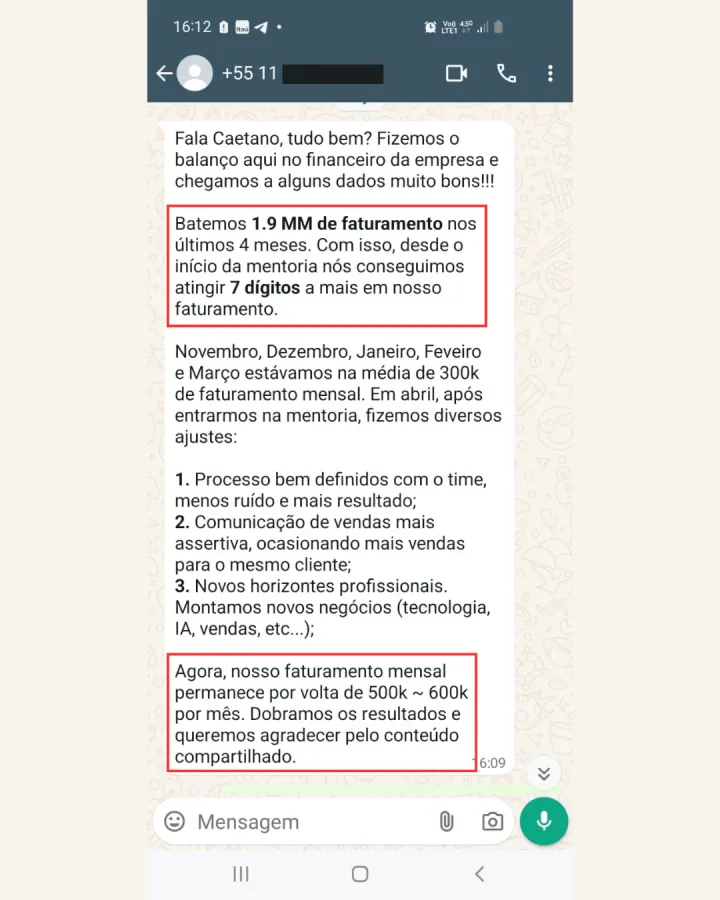 16:12
Itaú
Vo))
LTE1
4.5G
+55 11
Fala Caetano, tudo bem? Fizemos o
balanço aqui no financeiro da empresa e
chegamos a alguns dados muito bons!!!
Batemos 1.9 MM de faturamento nos
últimos 4 meses. Com isso, desde o
início da mentoria nós conseguimos
atingir 7 dígitos a mais em nosso
faturamento.
Novembro, Dezembro, Janeiro, Feveiro
e Março estávamos na média de 300k
de faturamento mensal. Em abril, após
entrarmos na mentoria, fizemos diversos
ajustes:
1. Processo bem definidos com o time,
menos ruído e mais resultado;
2. Comunicação de vendas mais
assertiva, ocasionando mais vendas
para o mesmo cliente;
3. Novos horizontes profissionais.
Montamos novos negócios (tecnologia,
IA, vendas, etc...);
Agora, nosso faturamento mensal
permanece por volta de 500k ~ 600k
por mês. Dobramos os resultados e
queremos agradecer pelo conteúdo
compartilhado.
16:09
Mensagem